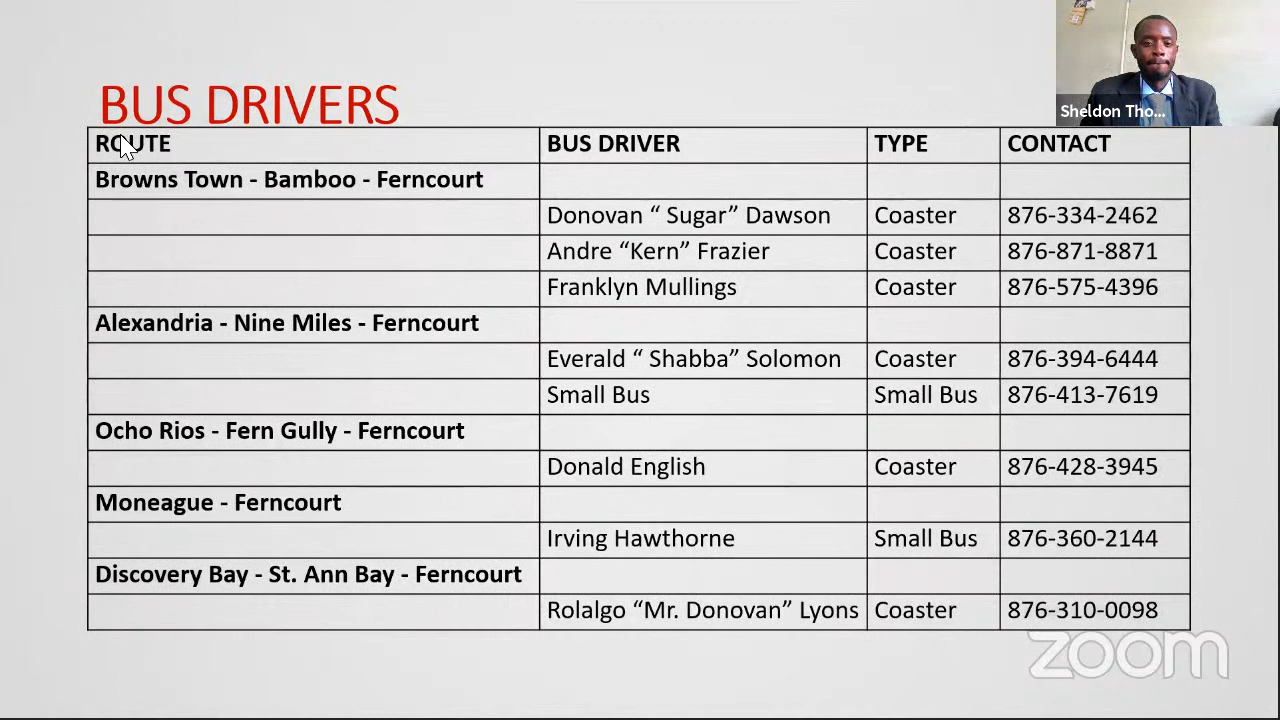 Sheldon Tho...
BUS DRIVERS
ROUTE BUS DRIVER TYPE CONTACT
Browns Town - Bamboo - Ferncourt
Donovan “ Sugar” Dawson Coaster 876-334-2462
Andre “Kern” Frazier Coaster 876-871-8871
Franklyn Mullings Coaster 876-575-4396
Alexandria - Nine Miles - Ferncourt
Everald “ Shabba” Solomon Coaster 876-394-6444
Small Bus Small Bus 876-413-7619
Ocho Rios - Fern Gully - Ferncourt
Donald English Coaster 876-428-3945
Moneague - Ferncourt
Irving Hawthorne Small Bus 876-360-2144
Discovery Bay - St. Ann Bay - Ferncourt
Rolalgo “Mr. Donovan” Lyons Coaster 876-310-0098
zoom